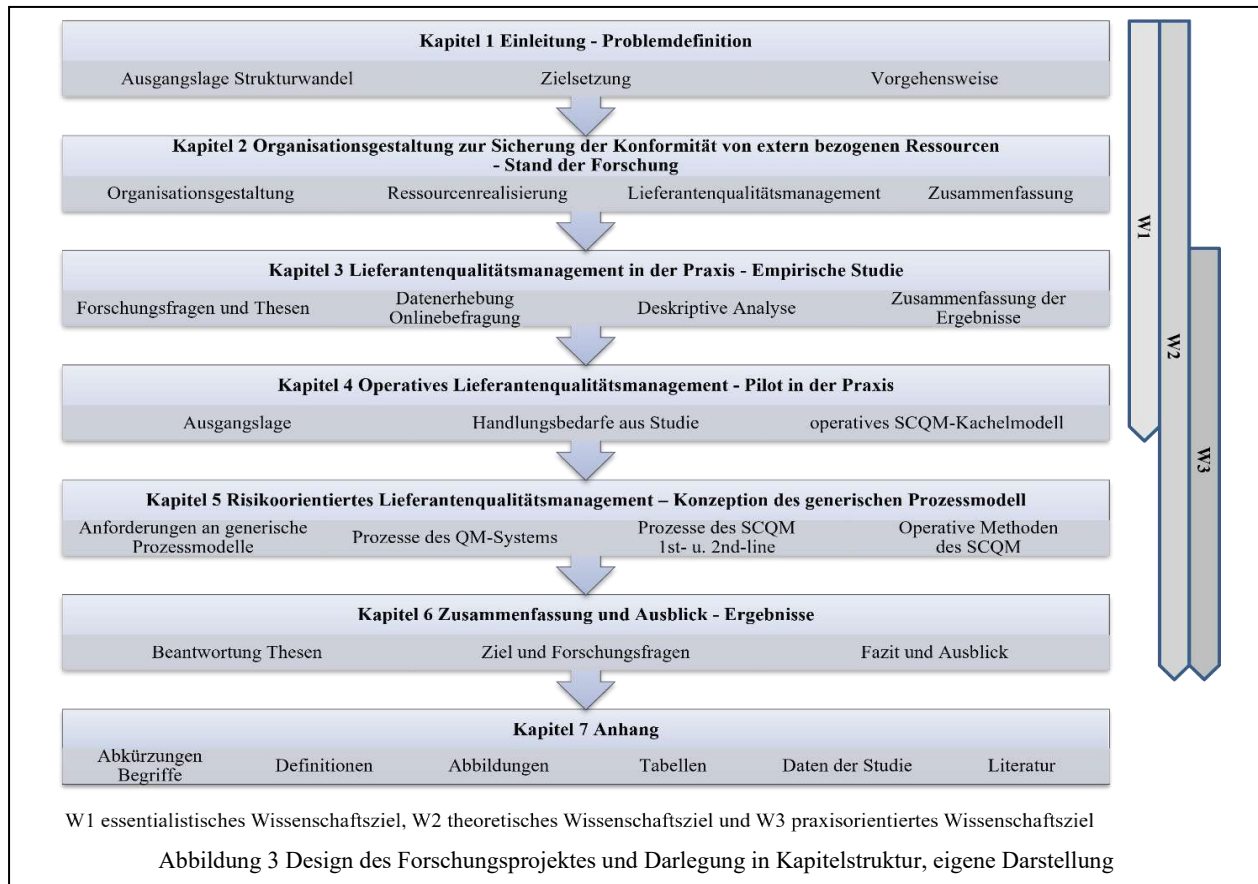 Kapitel 1 Einleitung - Problemdefinition
Ausgangslage Strukturwandel Zielsetzung Vorgehensweise
Kapitel 2 Organisationsgestaltung zur Sicherung der Konformität von extern bezogenen Ressourcen
- Stand der Forschung
Organisationsgestaltung Ressourcenrealisierung Lieferantenqualitätsmanagement Zusammenfassung
Kapitel 3 Lieferantenqualitätsmanagement in der Praxis - Empirische Studie
Forschungsfragen und Thesen
Datenerhebung
Onlinebefragung
Deskriptive Analyse
Zusammenfassung der
Ergebnisse
Kapitel 4 Operatives Lieferantenqualitätsmanagement - Pilot in der Praxis
Ausgangslage Handlungsbedarfe aus Studie operatives SCQM-Kachelmodell
Kapitel 5 Risikoorientiertes Lieferantenqualitätsmanagement – Konzeption des generischen Prozessmodell
Anforderungen an generische
Prozessmodelle
Prozesse des QM-Systems
Prozesse des SCQM
1st- u. 2nd-line
Operative Methoden
des SCQM
Kapitel 6 Zusammenfassung und Ausblick - Ergebnisse
Beantwortung Thesen Ziel und Forschungsfragen Fazit und Ausblick
Kapitel 7 Anhang
Abkürzungen
Begriffe
Definitionen
Abbildungen
Tabellen
Daten der Studie
Literatur
W1
W2
W3
W1 essentialistisches Wissenschaftsziel, W2 theoretisches Wissenschaftsziel und W3 praxisorientiertes Wissenschaftsziel
Abbildung 3 Design des Forschungsprojektes und Darlegung in Kapitelstruktur, eigene Darstellung